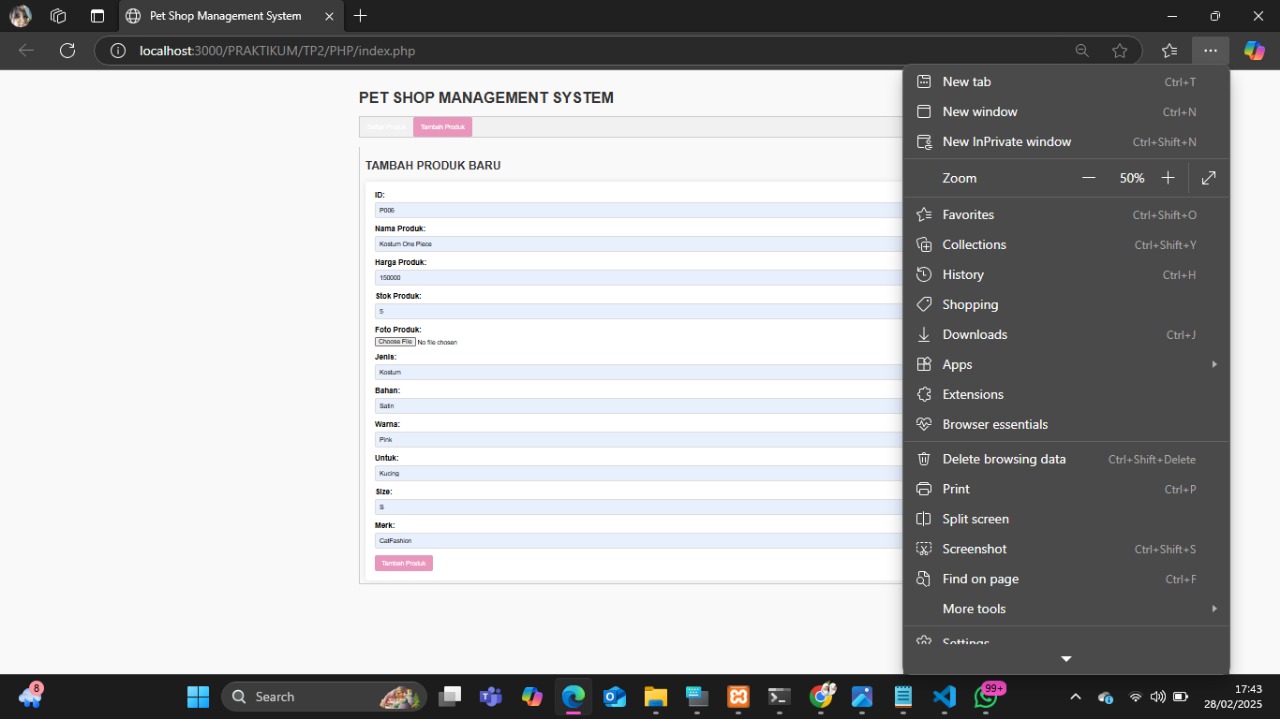 Pet Shop Management System
localhost:3000/PRAKTIKUM/TP2/PHP/index.php
PET SHOP MANAGEMENT SYSTEM
Tambah Produk
TAMBAH PRODUK BARU
ID:
P006
Nama Produk:
Kostum One Piece
Harga Produk:
150000
Stok Produk:
5
Foto Produk:
Choose File No file chosen
Jenis:
Kostum
Bahan:
Satin
Warna:
Pink
Untuk:
Kucing
Size:
S
Merk:
CatFashion
Tambah Produk
New tab Ctrl+T
New window Ctrl+N
New InPrivate window Ctrl+Shift+N
Zoom 50%
Favorites Ctrl+Shift+O
Collections Ctrl+Shift+Y
History Ctrl+H
Shopping
Downloads Ctrl+J
Apps
Extensions
Browser essentials
Delete browsing data Ctrl+Shift+Delete
Print Ctrl+P
Split screen
Screenshot Ctrl+Shift+S
Find on page Ctrl+F
More tools
Settings
8
Search
99+
17:43
28/02/2025